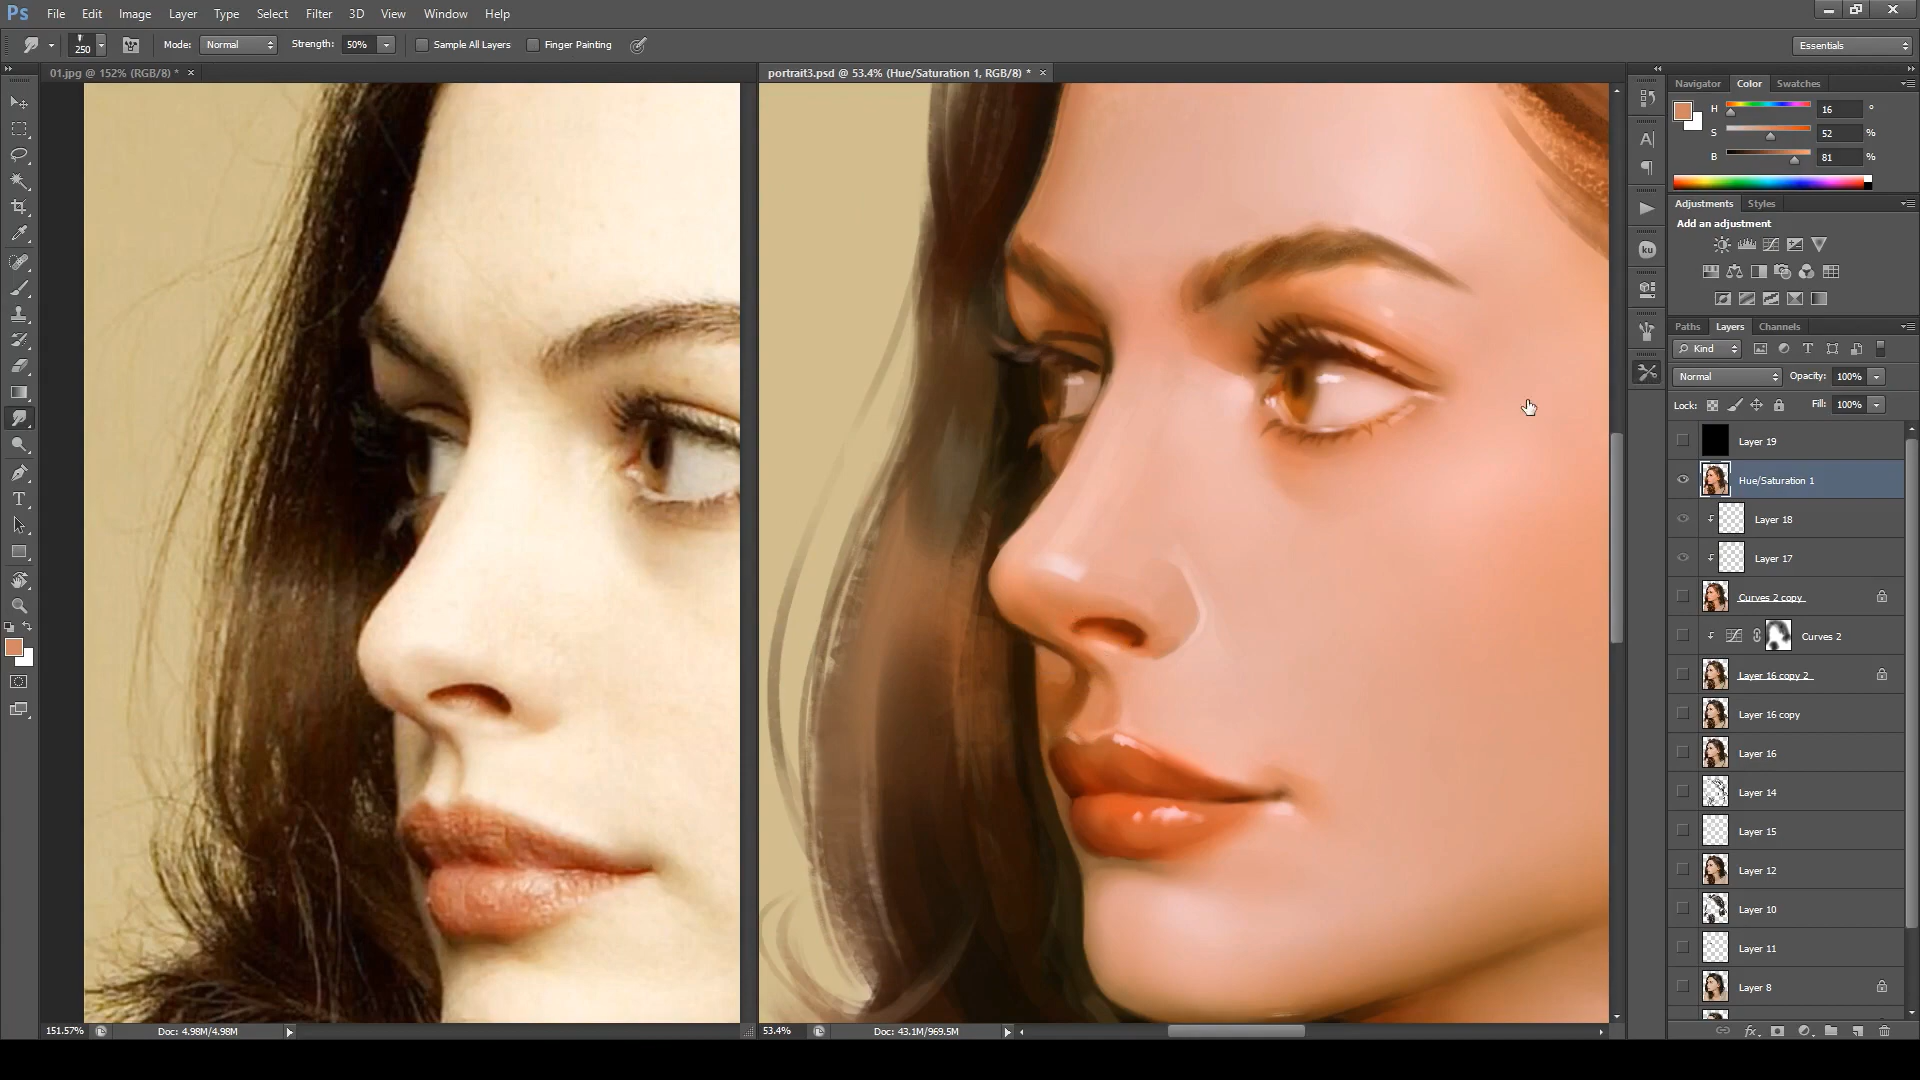 Ps File Edit Image Layer Type Select Filter 3D View Window Help
250 Mode: Normal Strength: 50% Sample All Layers Finger Painting Essentials
01.jpg @ 152% (RGB/8) * × portrait3.psd @ 53.4% (Hue/Saturation 1, RGB/8) * ×
Navigator Color Swatches
H 16 °
S 52 %
B 81 %
Adjustments Styles
Add an adjustment
Paths Layers Channels
Kind T
Normal Opacity: 100%
Lock: Fill: 100%
Layer 19
Hue/Saturation 1
Layer 18
Layer 17
Curves 2 copy
Curves 2
Layer 16 copy 2
Layer 16 copy
Layer 16
Layer 14
Layer 15
Layer 12
Layer 10
Layer 11
Layer 8
fx
A
ku
T
151.57% Doc: 4.98M/4.98M
53.4% Doc: 43.1M/969.5M